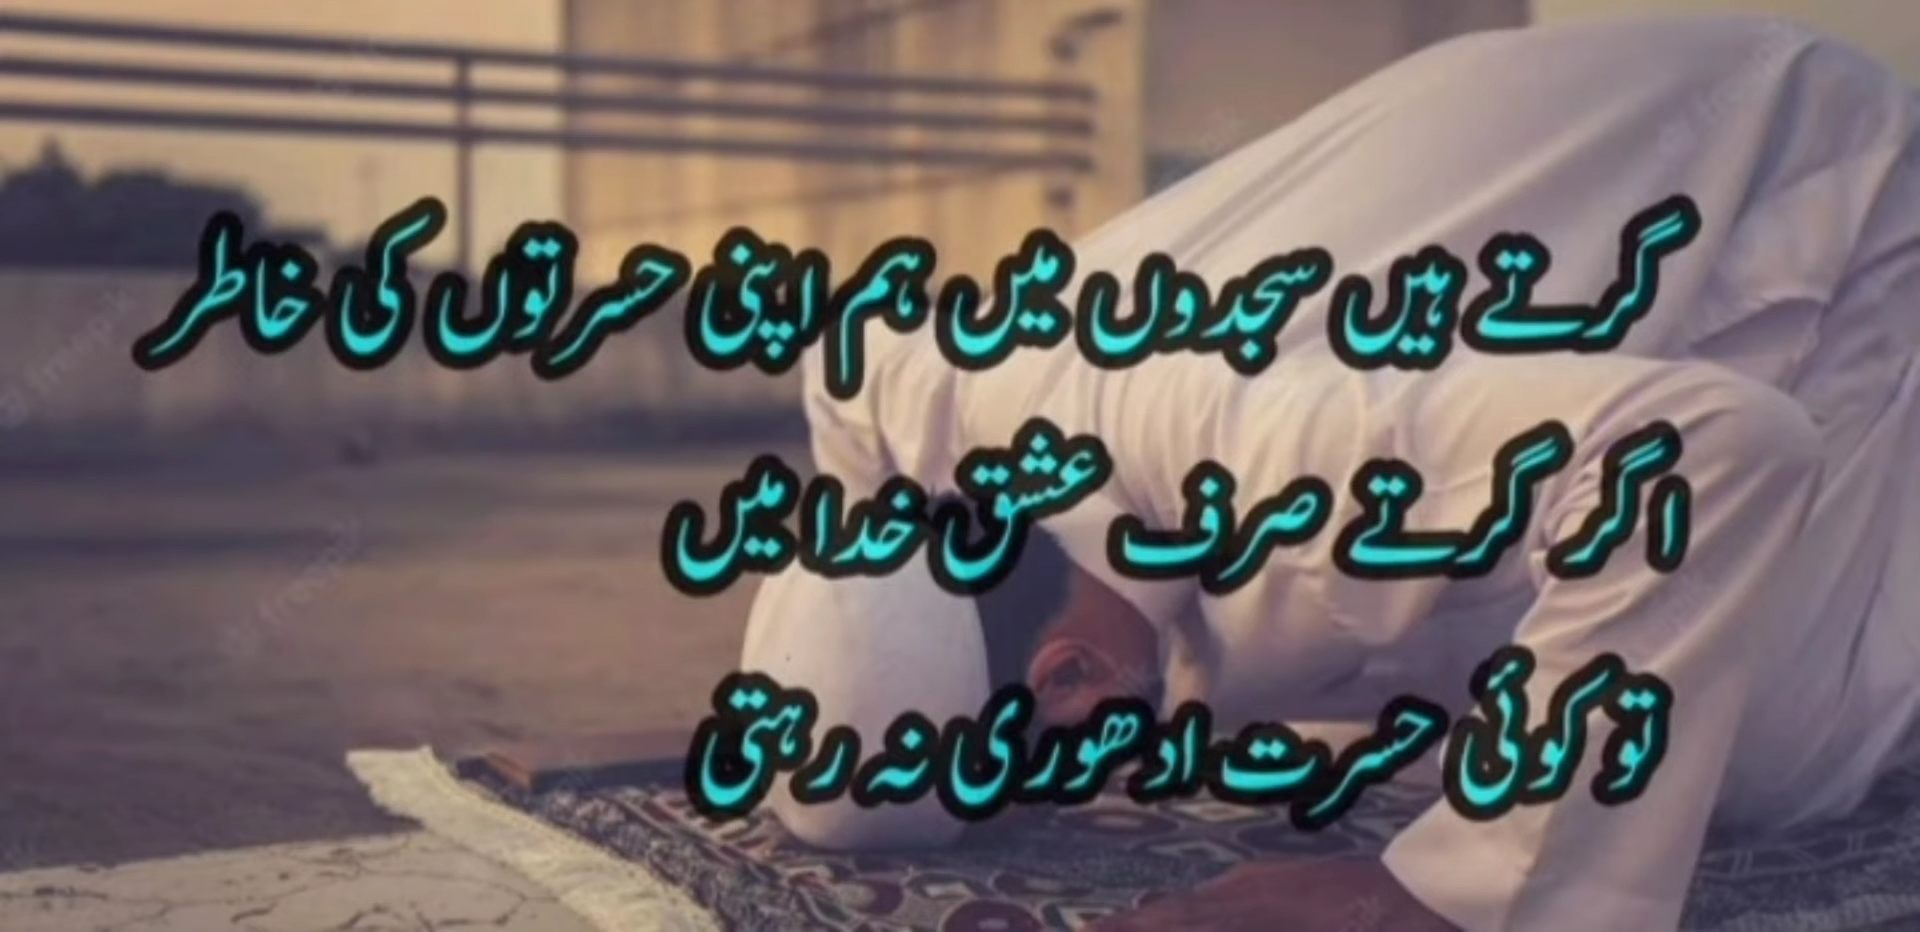 گرتے ہیں سجدوں میں ہم اپنی حسرتوں کی خاطر
اگر گرتے صرف عشق خدا میں
تو کوئی حسرت ادھوری نہ رہتی